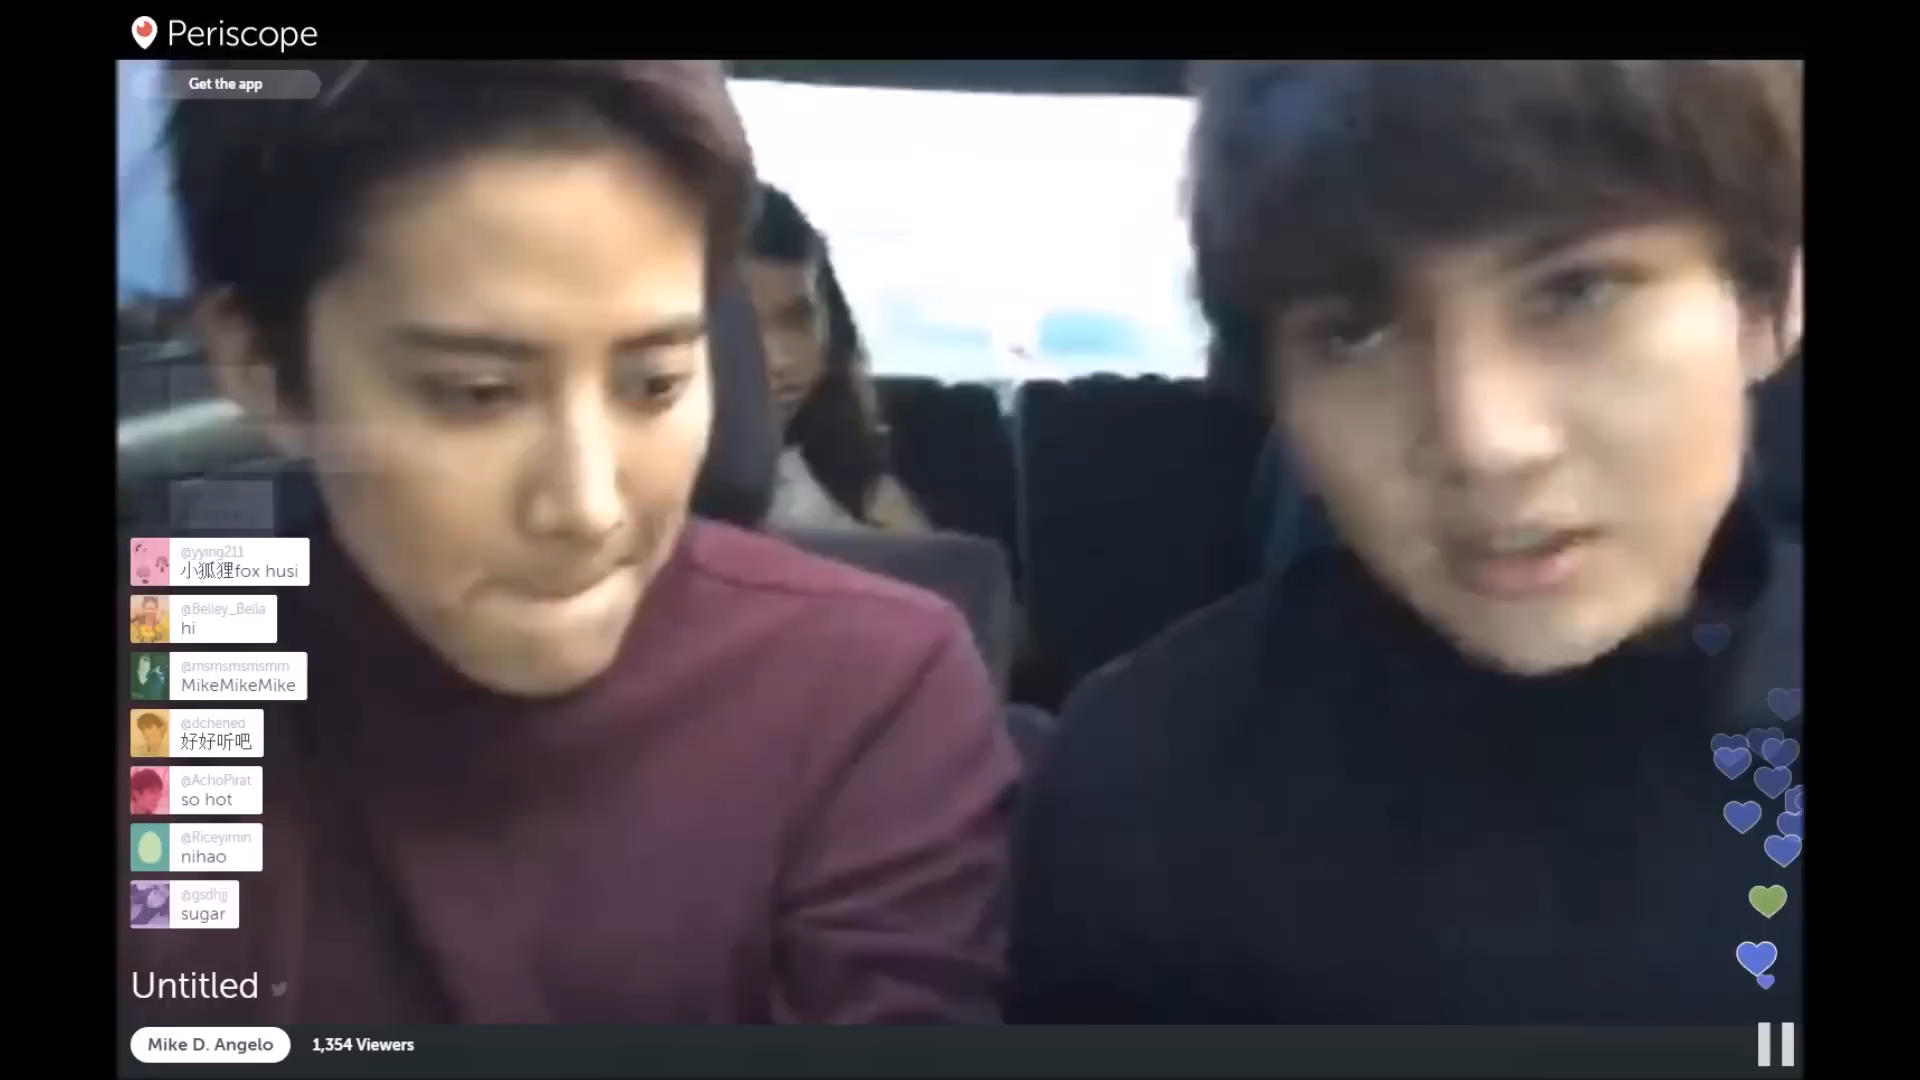 Periscope
Get the app
@yying211
小狐狸fox husi
@Belley_Bella
hi
@msmsmsmsmm
MikeMikeMike
@dchened
好好听吧
@AchoPirat
so hot
@Riceyimin
nihao
@gsdhjj
sugar
Untitled
Mike D. Angelo
1,354 Viewers